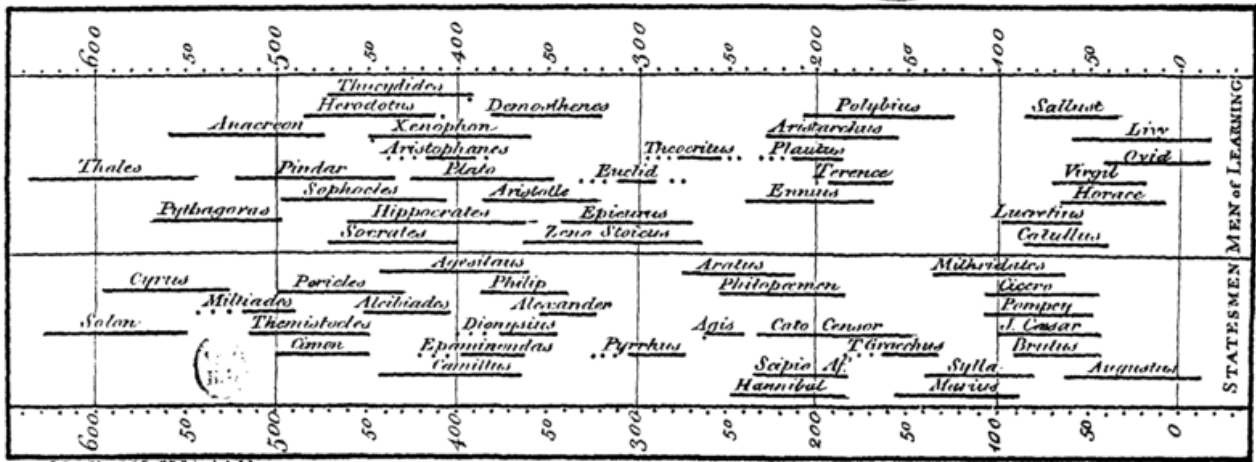 600 50 500 50 400 50 300 50 200 50 100 50 0
Thucydides
Herodotus Demosthenes Polybius Sallust
Anacreon Xenophon Aristarchus Livy
Aristophanes Theocritus Plautus Ovid
Thales Pindar Plato Euclid Terence Virgil
Sophocles Aristotle Ennius Horace
Pythagoras Hippocrates Epicurus Lucretius
Socrates Zeno Stoicus Catullus
MEN of LEARNING
Agesilaus Aratus Mithridates
Cyrus Pericles Philip Philopœmen Cicero
Miltiades Alcibiades Alexander Pompey
Solon Themistocles Dionysius Agis Cato Censor J. Cæsar
Cimon Epaminondas Pyrrhus T Gracchus Brutus
Camillus Scipio Af. Sylla Augustus
Hannibal Marius
STATESMEN
600 50 500 50 400 50 300 50 200 50 100 50 0